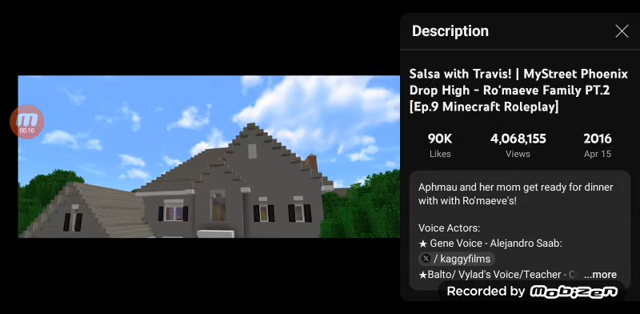 Description
Salsa with Travis! | MyStreet Phoenix
Drop High - Ro'maeve Family PT.2
[Ep.9 Minecraft Roleplay]
90K
4,068,155
2016
Likes
Views
Apr 15
Aphmau and her mom get ready for dinner
with with Ro'maeve's!
Voice Actors:
★ Gene Voice - Alejandro Saab:
X / kaggyfilms
★Balto/ Vylad's Voice/Teacher - C ...more
00:10
Recorded by mobizen